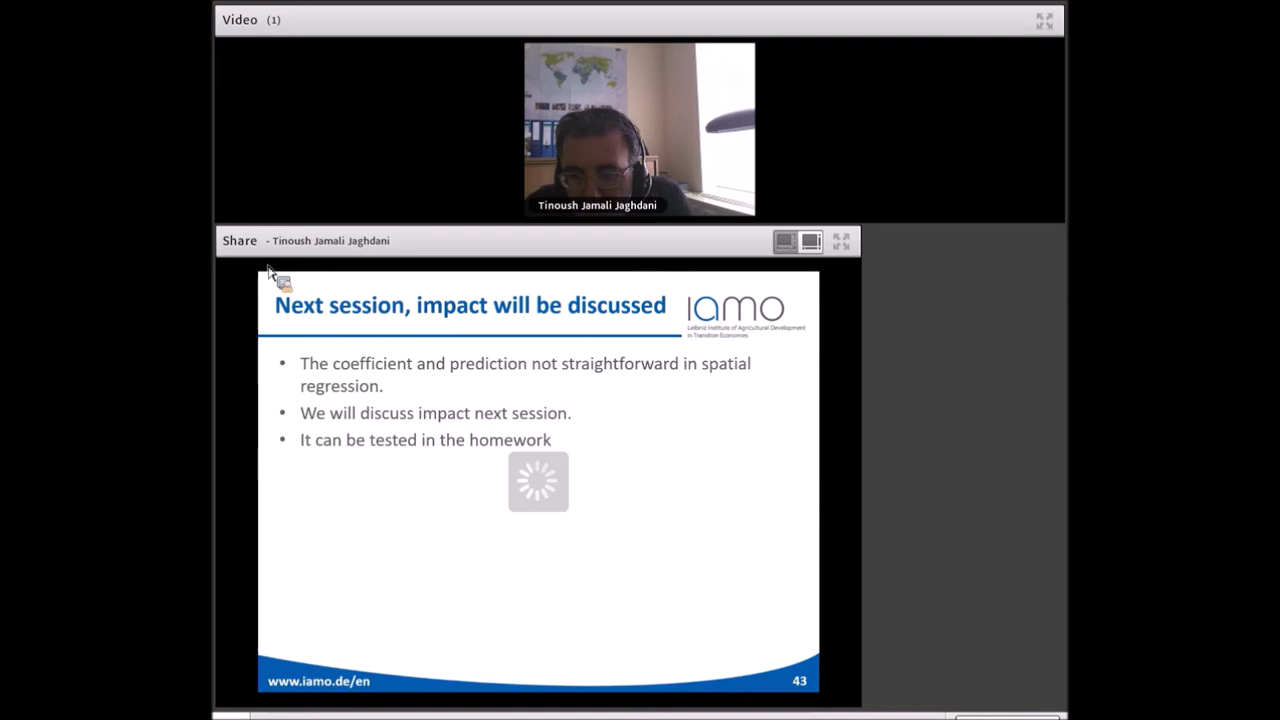 Video (1)
Tinoush Jamali Jaghdani
Share - Tinoush Jamali Jaghdani
Next session, impact will be discussed
iamo
Leibniz Institute of Agricultural Development
in Transition Economies
• The coefficient and prediction not straightforward in spatial
regression.
• We will discuss impact next session.
• It can be tested in the homework
www.iamo.de/en
43